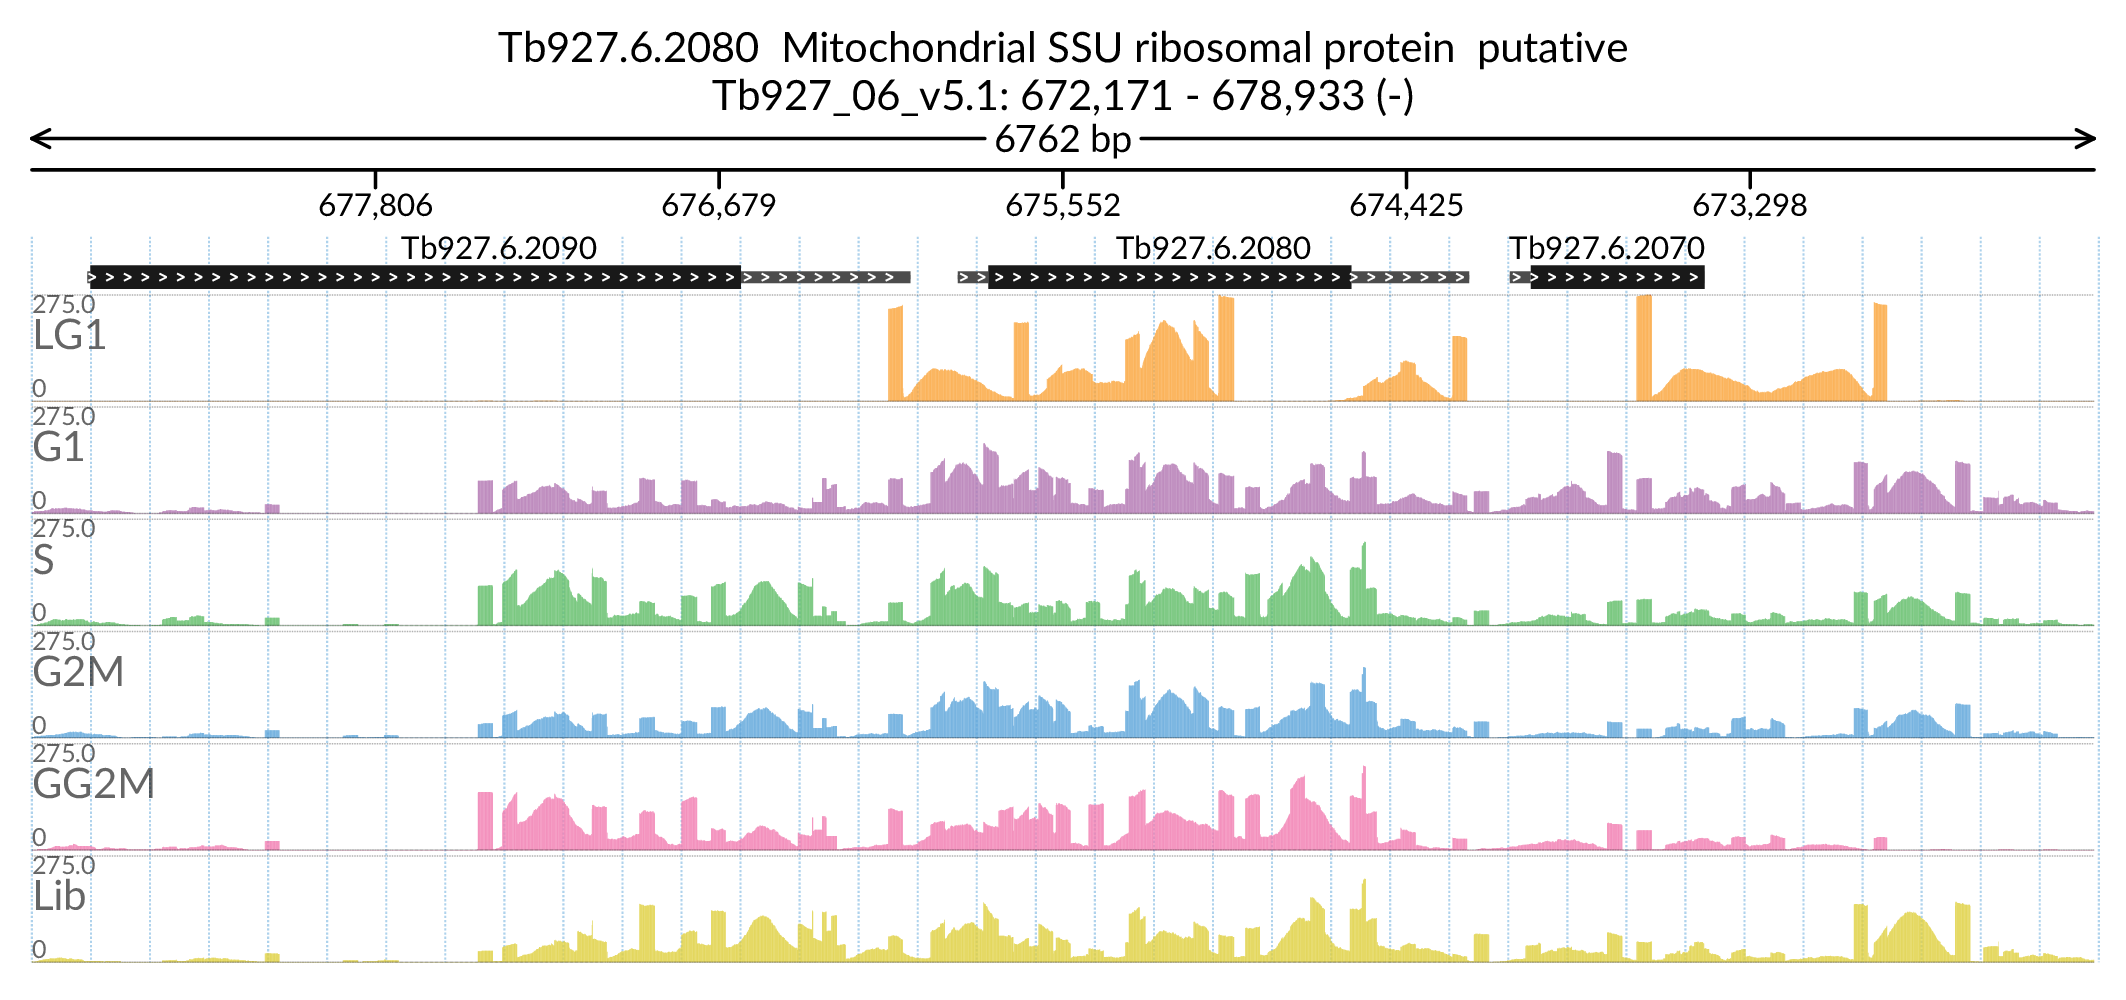 Tb927.6.2080  Mitochondrial SSU ribosomal protein  putative
Tb927_06_v5.1: 672,171 - 678,933 (-)
6762 bp
677,806 676,679 675,552 674,425 673,298
Tb927.6.2090 Tb927.6.2080 Tb927.6.2070
275.0
LG1
0
275.0
G1
0
275.0
S
0
275.0
G2M
0
275.0
GG2M
0
275.0
Lib
0